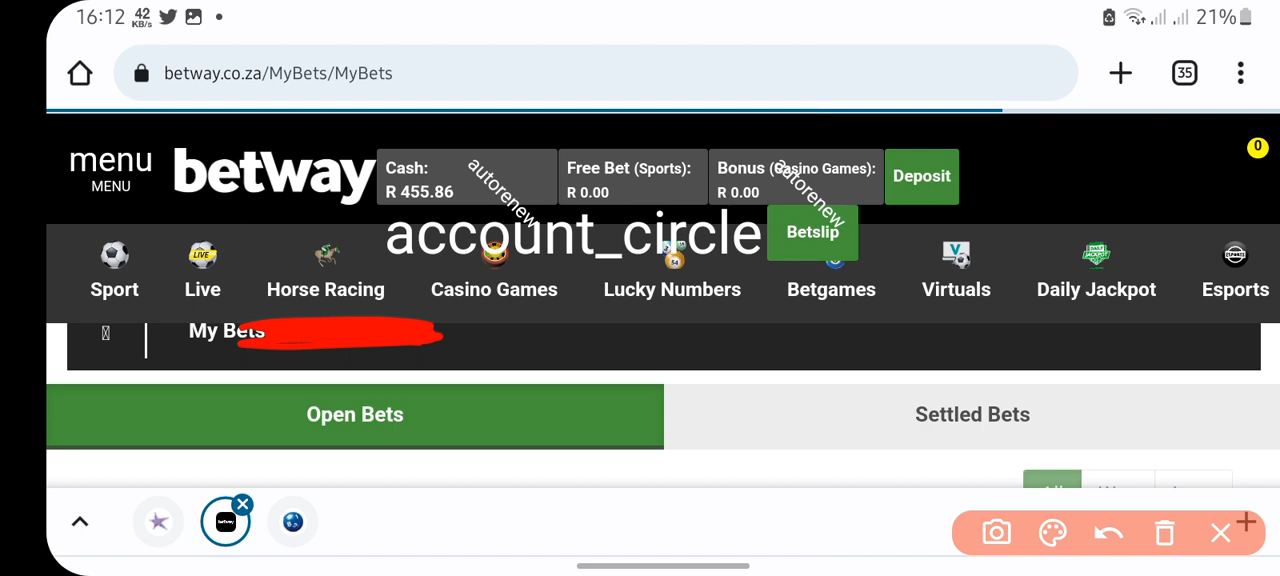 16:12 42 KB/s 21%
betway.co.za/MyBets/MyBets 35
0
menu
MENU
betway
Cash:
R 455.86
autorenew
Free Bet (Sports):
R 0.00
Bonus (Casino Games):
R 0.00
autorenew
Deposit
account_circle
Betslip
Sport Live Horse Racing Casino Games Lucky Numbers Betgames Virtuals Daily Jackpot Esports
My Bets
Open Bets Settled Bets